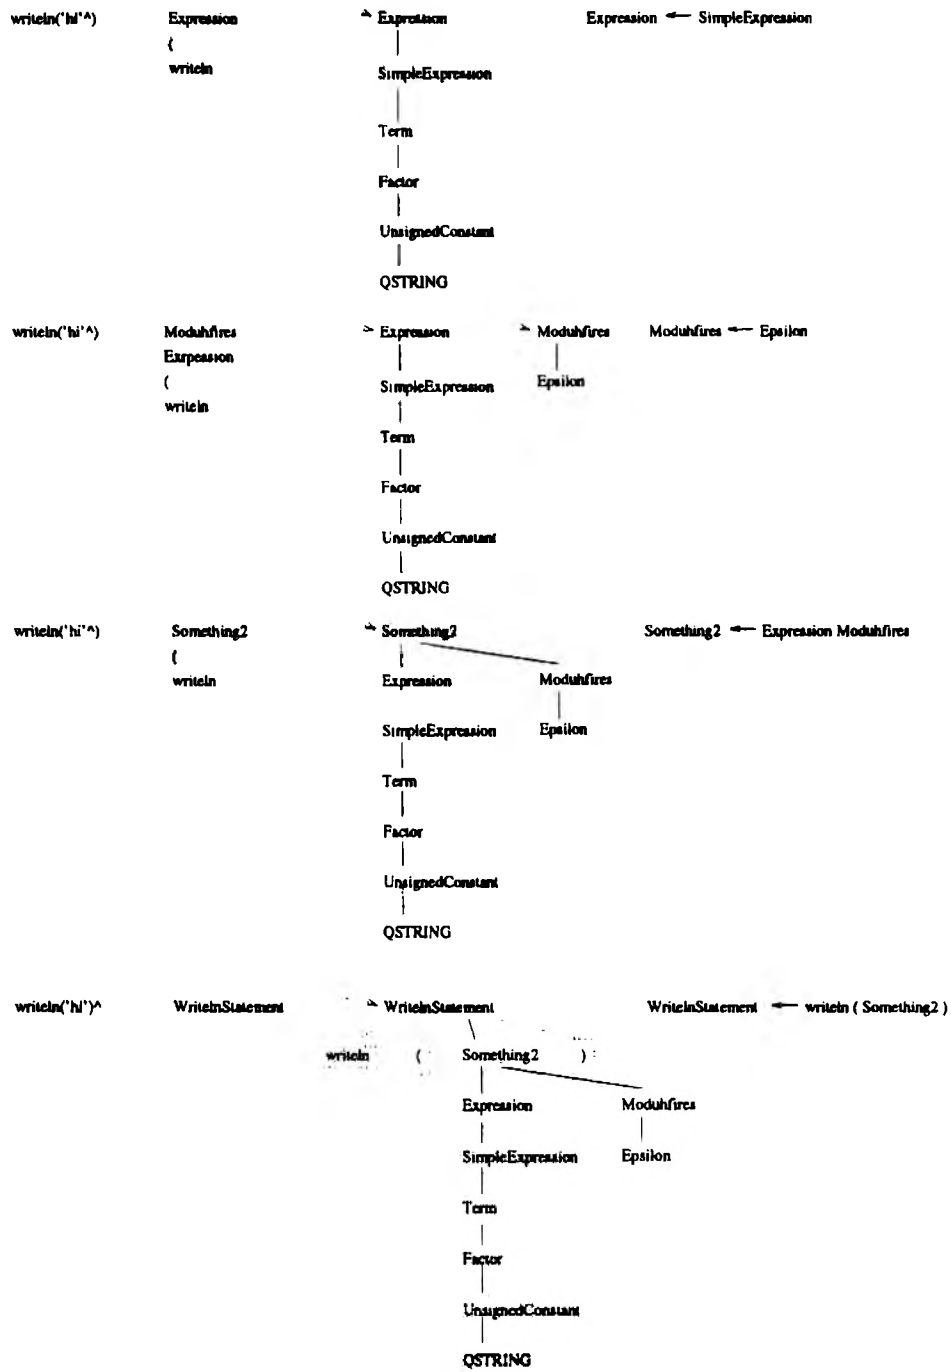 writeln('hi'^) Expression Expression Expression SimpleExpression
(
writeln SimpleExpression
Term
Factor
UnsignedConstant
QSTRING
writeln('hi'^) Moduhfires Expression Moduhfires Moduhfires Epsilon
Exrpession Epsilon
( SimpleExpression
writeln
Term
Factor
UnsignedConstant
QSTRING
writeln('hi'^) Something2 Something2 Something2 Expression Moduhfires
(
writeln Expression Moduhfires
SimpleExpression Epsilon
Term
Factor
UnsignedConstant
QSTRING
writeln('hi')^ WritelnStatement WritelnStatement WritelnStatement writeln ( Something2 )
writeln ( Something2 )
Expression Moduhfires
SimpleExpression Epsilon
Term
Factor
UnsignedConstant
QSTRING